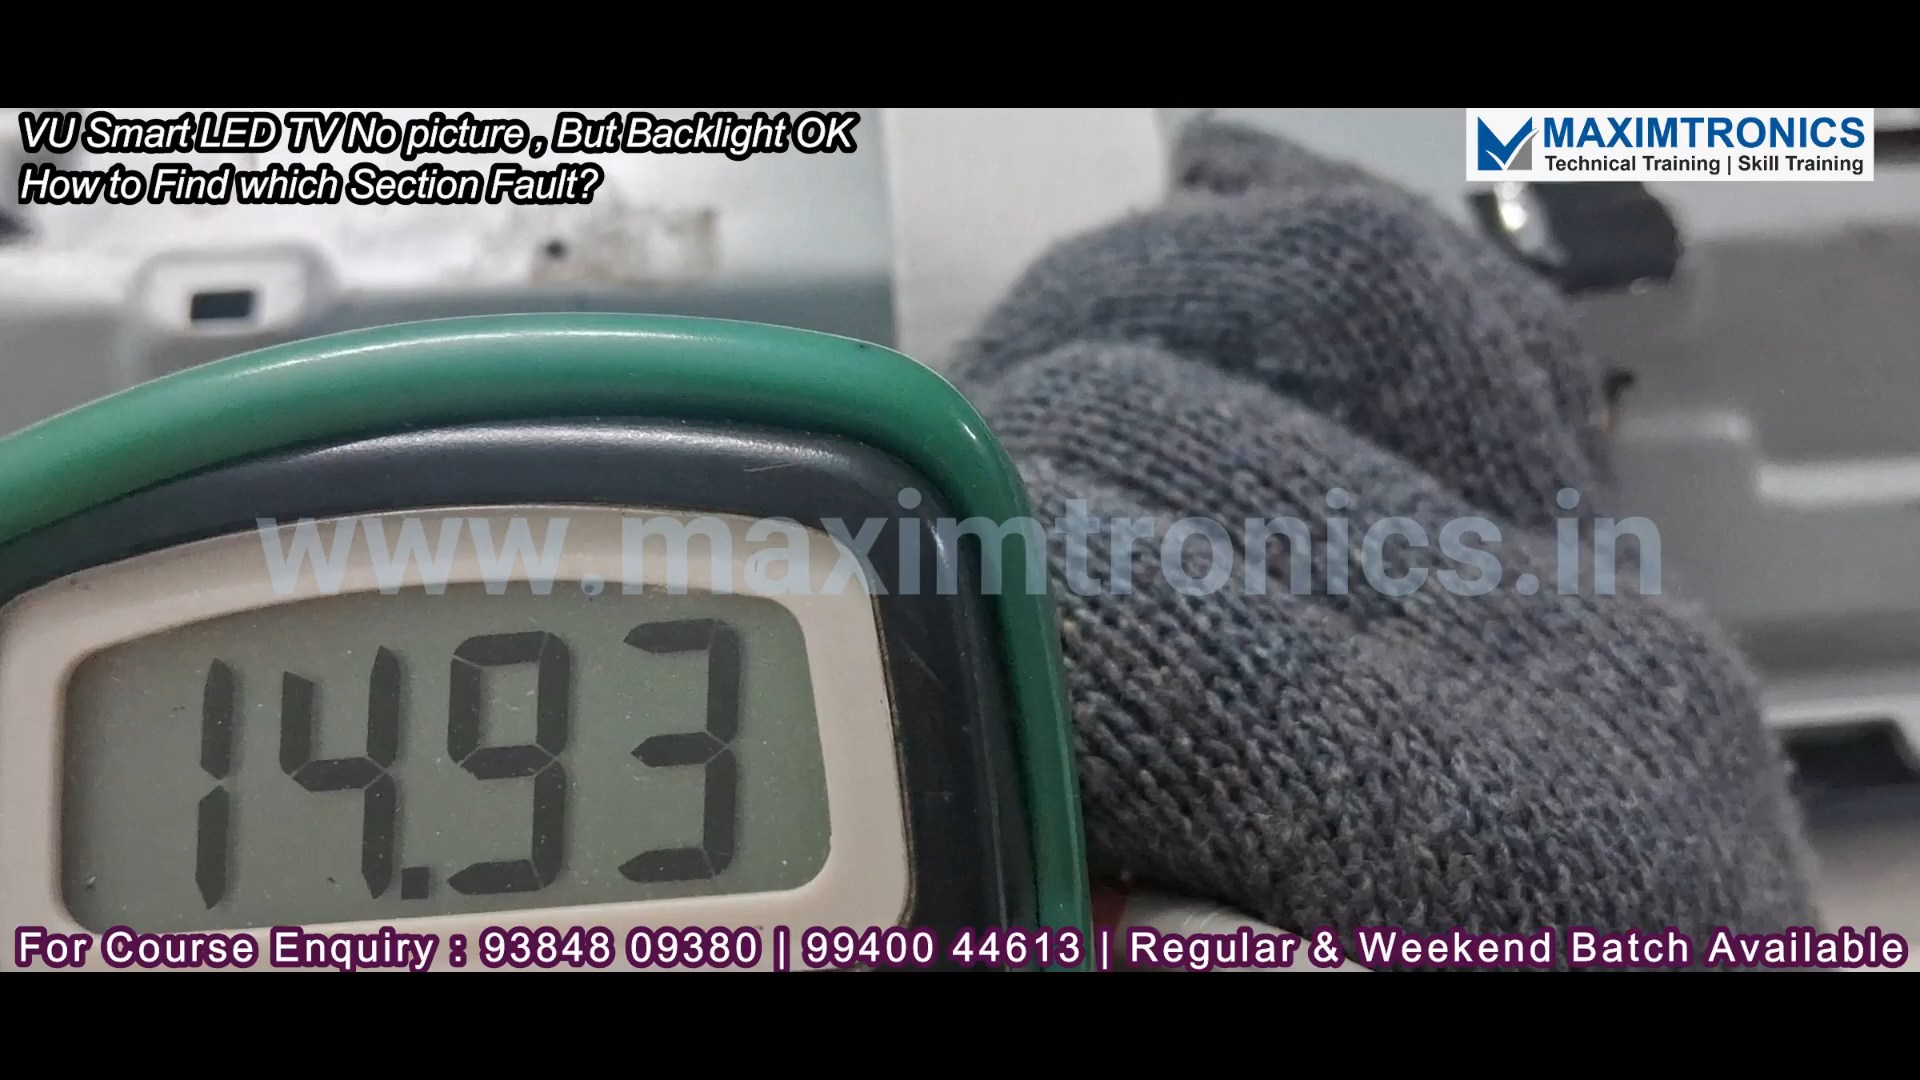 VU Smart LED TV No picture , But Backlight OK
How to Find which Section Fault?
MAXIMTRONICS
Technical Training | Skill Training
www.maximtronics.in
14.93
For Course Enquiry : 93848 09380 | 99400 44613 | Regular & Weekend Batch Available